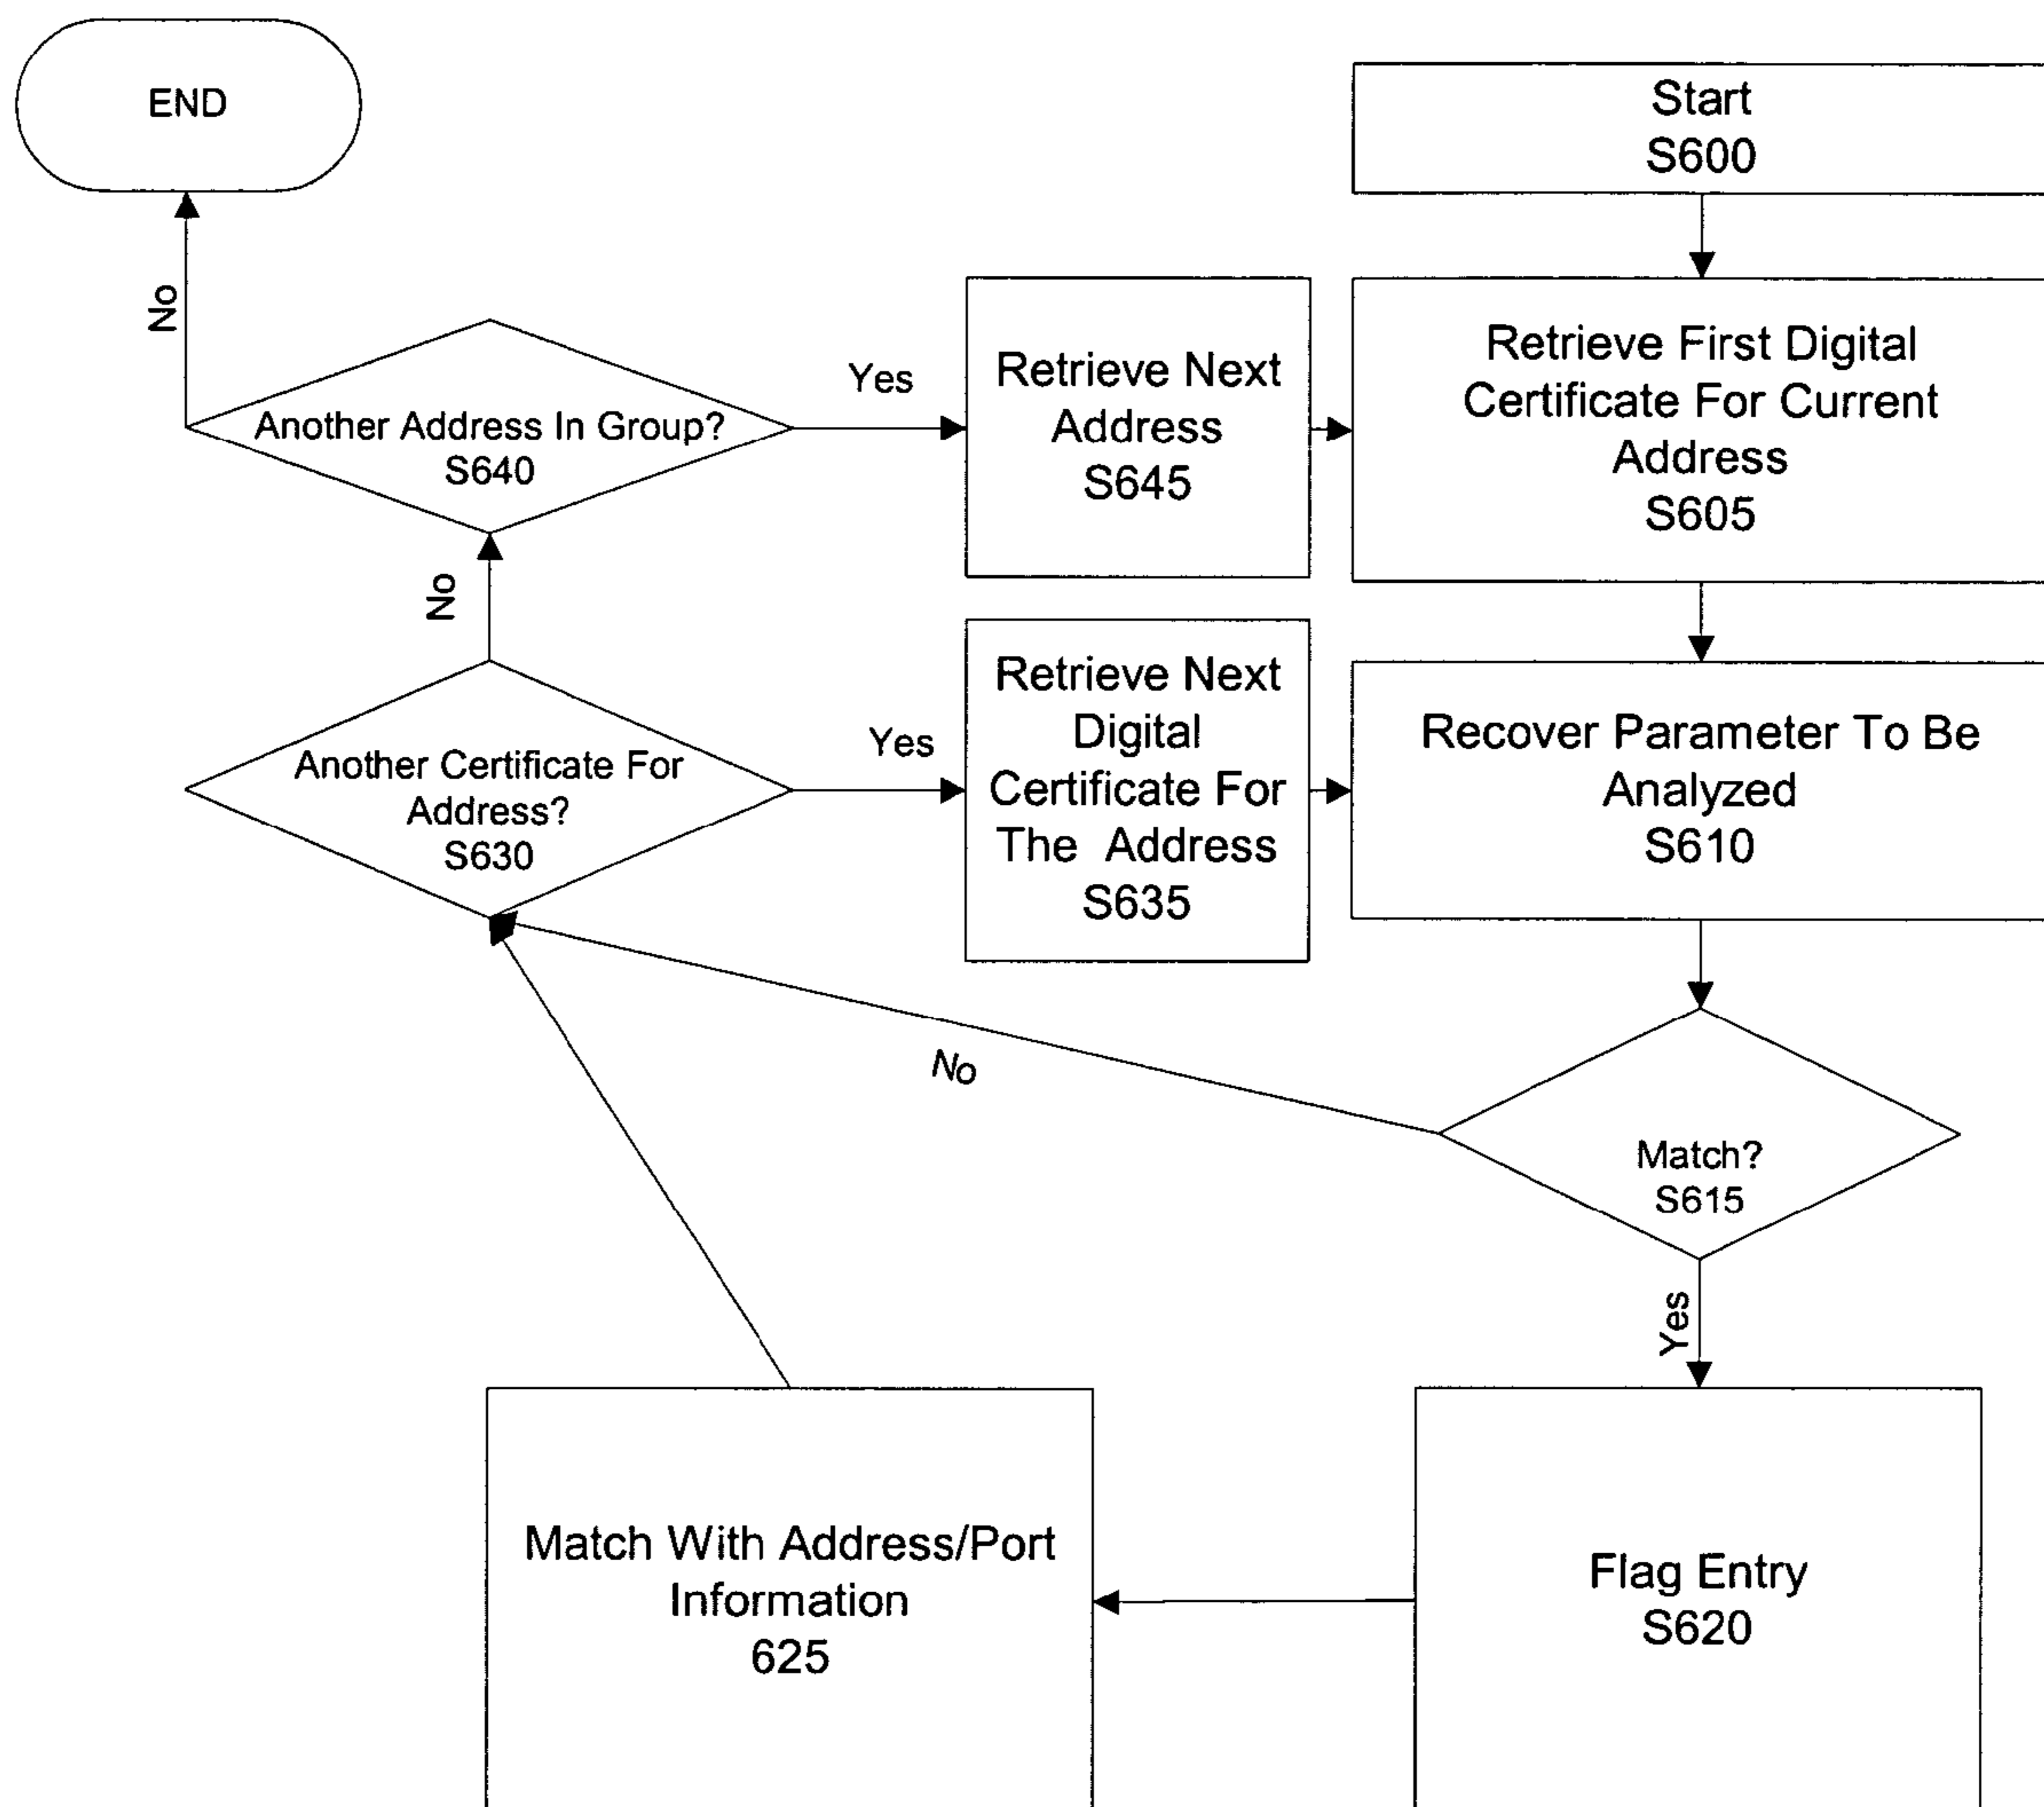 END
Start
S600
No
Another Address In Group?
S640
Yes
Retrieve Next
Address
S645
Retrieve First Digital
Certificate For Current
Address
S605
No
Another Certificate For
Address?
S630
Yes
Retrieve Next
Digital
Certificate For
The Address
S635
Recover Parameter To Be
Analyzed
S610
No
Match?
S615
Yes
Match With Address/Port
Information
625
Flag Entry
S620